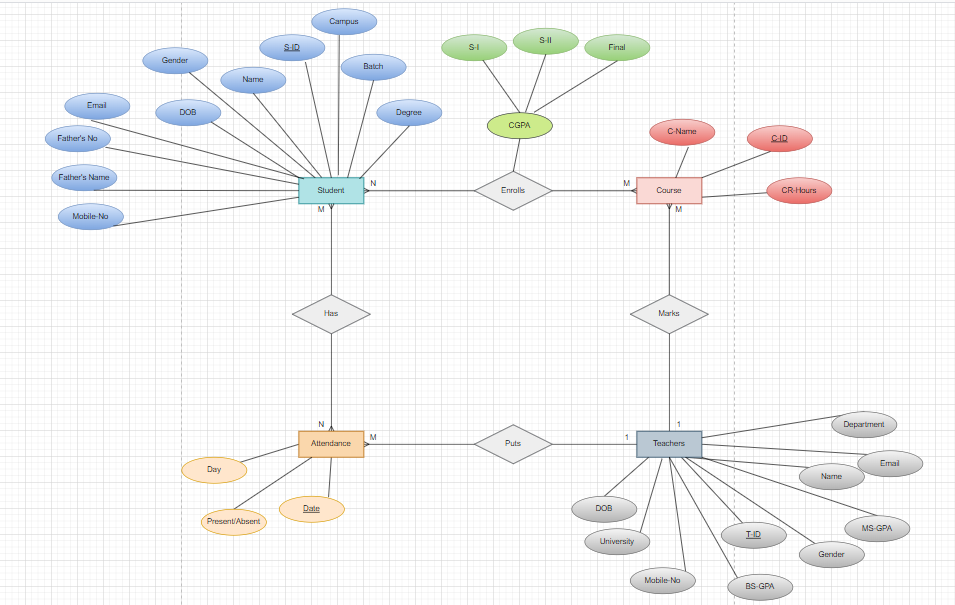 Campus
S-ID
S-I
S-II
Final
Gender
Name
Batch
Email
DOB
Degree
CGPA
Father's No
C-Name
C-ID
Father's Name
Student
N
Enrolls
M
Course
CR-Hours
Mobile-No
M
M
Has
Marks
N
1
Department
Attendance
M
Puts
1
Teachers
Day
Email
Name
Date
DOB
Present/Absent
University
T-ID
MS-GPA
Gender
Mobile-No
BS-GPA